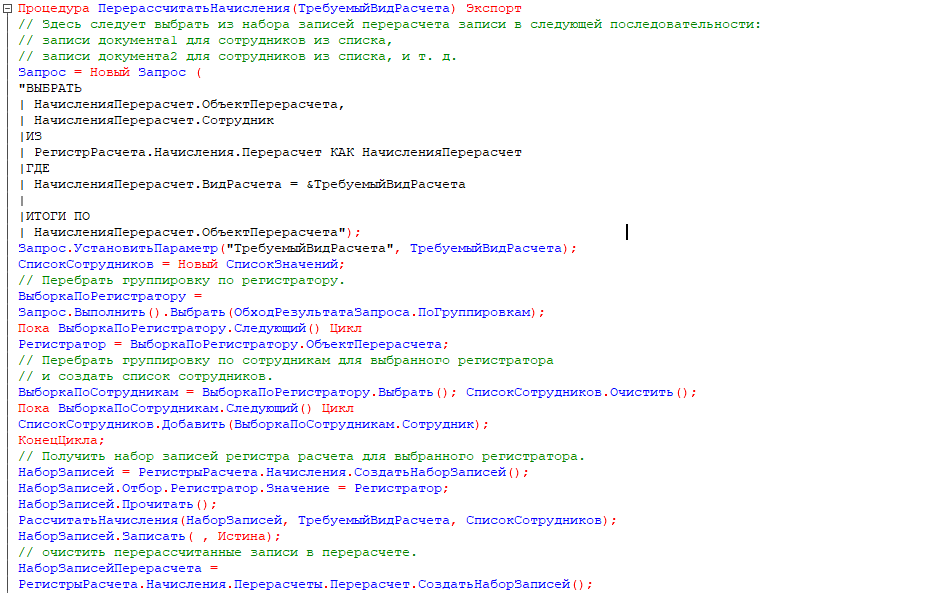 Процедура ПерерассчитатьНачисления(ТребуемыйВидРасчета) Экспорт
// Здесь следует выбрать из набора записей перерасчета записи в следующей последовательности:
// записи документа1 для сотрудников из списка,
// записи документа2 для сотрудников из списка, и т. д.
Запрос = Новый Запрос (
"ВЫБРАТЬ
| НачисленияПерерасчет.ОбъектПерерасчета,
| НачисленияПерерасчет.Сотрудник
|ИЗ
| РегистрРасчета.Начисления.Перерасчет КАК НачисленияПерерасчет
|ГДЕ
| НачисленияПерерасчет.ВидРасчета = &ТребуемыйВидРасчета
|
|ИТОГИ ПО
| НачисленияПерерасчет.ОбъектПерерасчета");
Запрос.УстановитьПараметр("ТребуемыйВидРасчета", ТребуемыйВидРасчета);
СписокСотрудников = Новый СписокЗначений;
// Перебрать группировку по регистратору.
ВыборкаПоРегистратору =
Запрос.Выполнить().Выбрать(ОбходРезультатаЗапроса.ПоГруппировкам);
Пока ВыборкаПоРегистратору.Следующий() Цикл
Регистратор = ВыборкаПоРегистратору.ОбъектПерерасчета;
// Перебрать группировку по сотрудникам для выбранного регистратора
// и создать список сотрудников.
ВыборкаПоСотрудникам = ВыборкаПоРегистратору.Выбрать(); СписокСотрудников.Очистить();
Пока ВыборкаПоСотрудникам.Следующий() Цикл
СписокСотрудников.Добавить(ВыборкаПоСотрудникам.Сотрудник);
КонецЦикла;
// Получить набор записей регистра расчета для выбранного регистратора.
НаборЗаписей = РегистрыРасчета.Начисления.СоздатьНаборЗаписей();
НаборЗаписей.Отбор.Регистратор.Значение = Регистратор;
НаборЗаписей.Прочитать();
РассчитатьНачисления(НаборЗаписей, ТребуемыйВидРасчета, СписокСотрудников);
НаборЗаписей.Записать( , Истина);
// очистить перерассчитанные записи в перерасчете.
НаборЗаписейПерерасчета =
РегистрыРасчета.Начисления.Перерасчеты.Перерасчет.СоздатьНаборЗаписей();